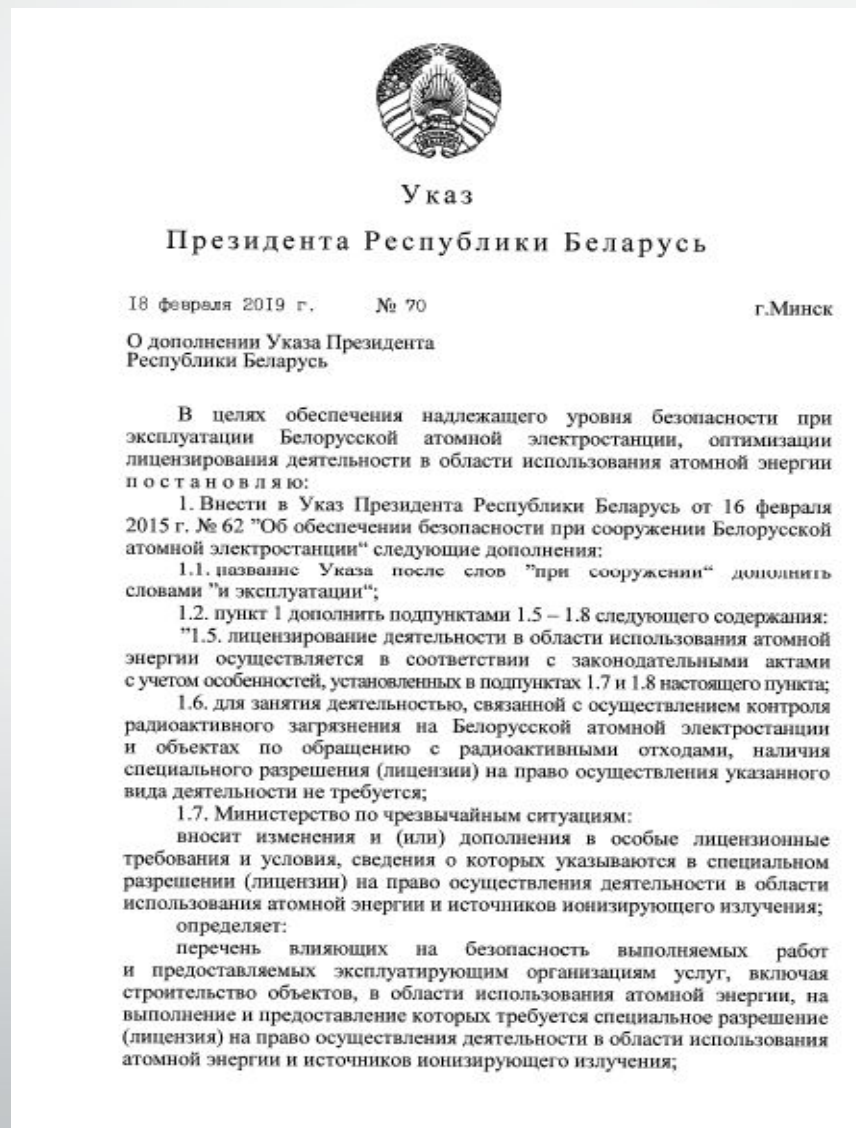 Указ
Президента Республики Беларусь
I8 февраля 20I9 г. № 70 г.Минск
О дополнении Указа Президента
Республики Беларусь
В целях обеспечения надлежащего уровня безопасности при
эксплуатации Белорусской атомной электростанции, оптимизации
лицензирования деятельности в области использования атомной энергии
п о с т а н о в л я ю:
1. Внести в Указ Президента Республики Беларусь от 16 февраля
2015 г. № 62 ”Об обеспечении безопасности при сооружении Белорусской
атомной электростанции“ следующие дополнения:
1.1. название Указа после слов ”при сооружении“ дополнить
словами ”и эксплуатации“;
1.2. пункт 1 дополнить подпунктами 1.5 – 1.8 следующего содержания:
”1.5. лицензирование деятельности в области использования атомной
энергии осуществляется в соответствии с законодательными актами
с учетом особенностей, установленных в подпунктах 1.7 и 1.8 настоящего пункта;
1.6. для занятия деятельностью, связанной с осуществлением контроля
радиоактивного загрязнения на Белорусской атомной электростанции
и объектах по обращению с радиоактивными отходами, наличия
специального разрешения (лицензии) на право осуществления указанного
вида деятельности не требуется;
1.7. Министерство по чрезвычайным ситуациям:
вносит изменения и (или) дополнения в особые лицензионные
требования и условия, сведения о которых указываются в специальном
разрешении (лицензии) на право осуществления деятельности в области
использования атомной энергии и источников ионизирующего излучения;
определяет:
перечень влияющих на безопасность выполняемых работ
и предоставляемых эксплуатирующим организациям услуг, включая
строительство объектов, в области использования атомной энергии, на
выполнение и предоставление которых требуется специальное разрешение
(лицензия) на право осуществления деятельности в области использования
атомной энергии и источников ионизирующего излучения;